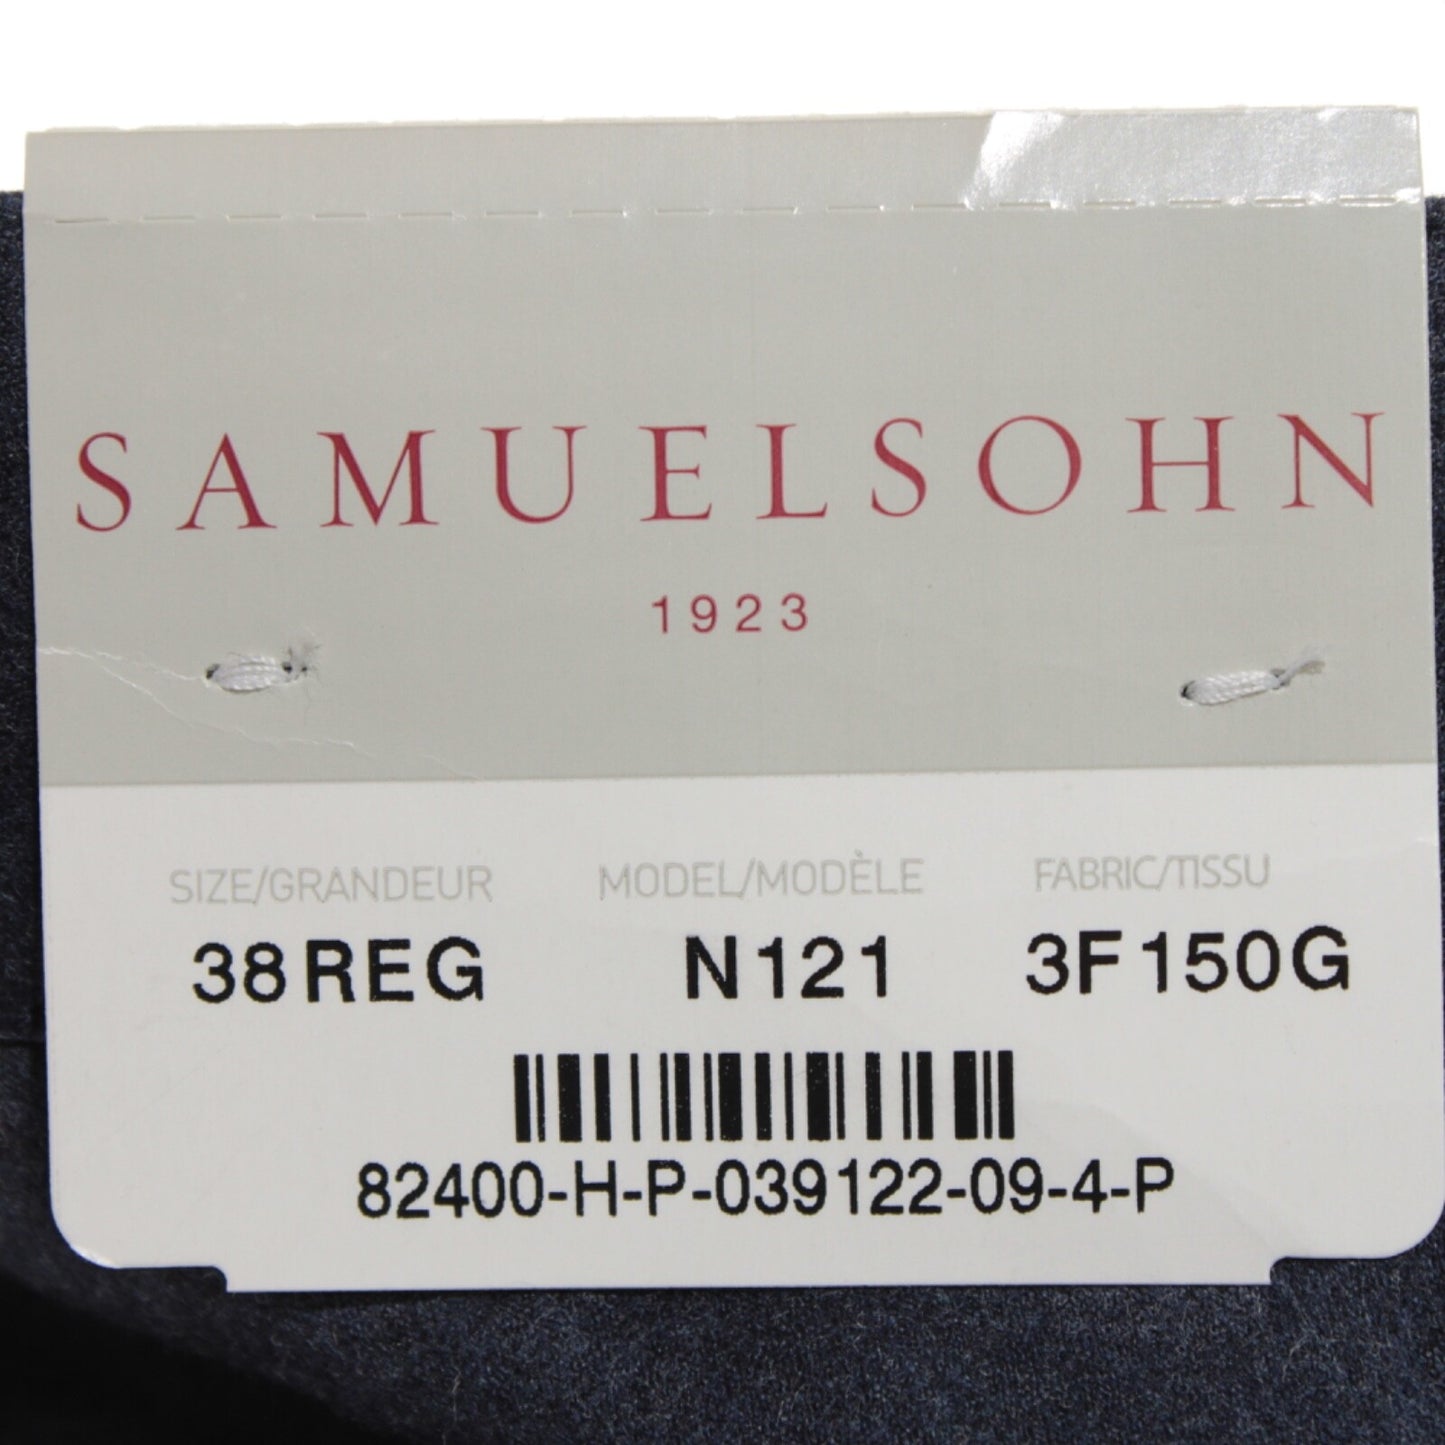 SAMUELSOHN
1923
SIZE/GRANDEUR MODEL/MODÈLE FABRIC/TISSU
38REG N121 3F150G
82400-H-P-039122-09-4-P